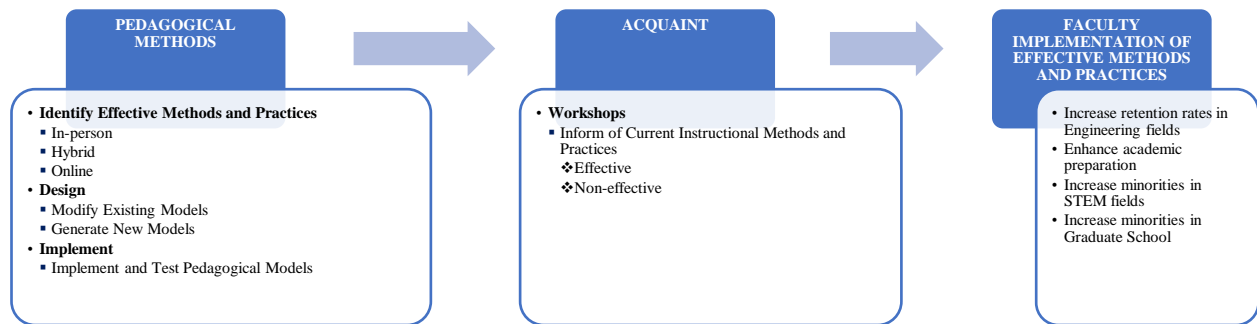 PEDAGOGICAL
METHODS
• Identify Effective Methods and Practices
▪ In-person
▪ Hybrid
▪ Online
• Design
▪ Modify Existing Models
▪ Generate New Models
• Implement
▪ Implement and Test Pedagogical Models
ACQUAINT
• Workshops
▪ Inform of Current Instructional Methods and
Practices
❖Effective
❖Non-effective
FACULTY
IMPLEMENTATION OF
EFFECTIVE METHODS
AND PRACTICES
• Increase retention rates in
Engineering fields
• Enhance academic
preparation
• Increase minorities in
STEM fields
• Increase minorities in
Graduate School